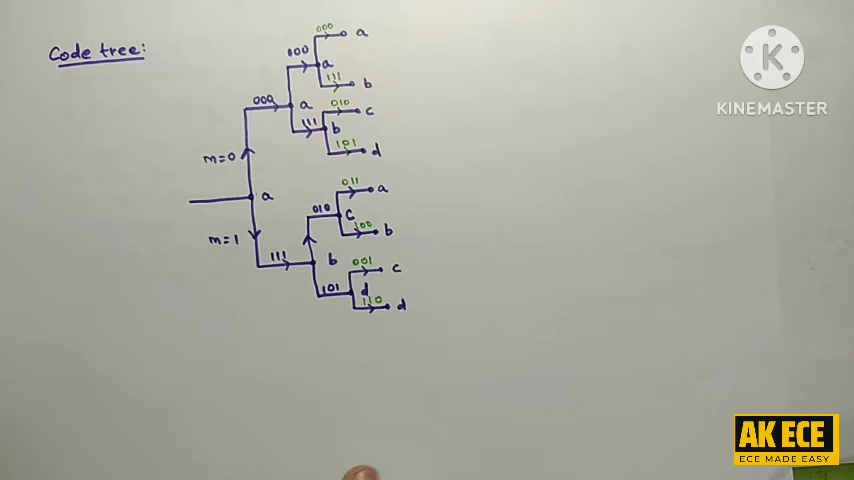 Code tree:
000 a
000 a
111 b
000 a
010 c
111 b
101 d
m=0
a
m=1
011 a
010 c
100 b
111 b
001 c
101 d
110 d
KINEMASTER
AK ECE
ECE MADE EASY